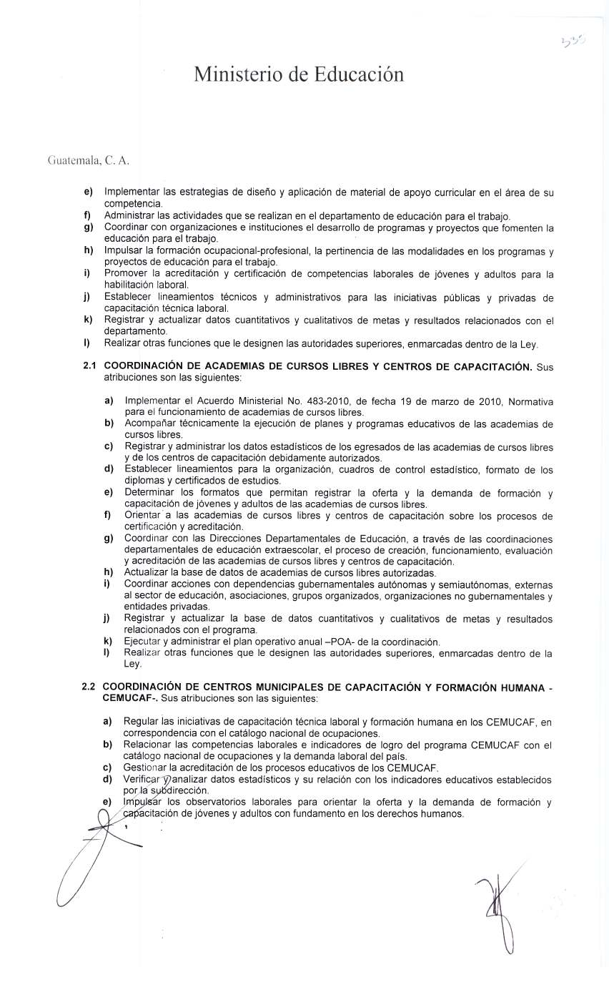 335
Ministerio de Educación
Guatemala, C. A.
e) Implementar las estrategias de diseño y aplicación de material de apoyo curricular en el área de su
competencia.
f) Administrar las actividades que se realizan en el departamento de educación para el trabajo.
g) Coordinar con organizaciones e instituciones el desarrollo de programas y proyectos que fomenten la
educación para el trabajo.
h) Impulsar la formación ocupacional-profesional, la pertinencia de las modalidades en los programas y
proyectos de educación para el trabajo.
i) Promover la acreditación y certificación de competencias laborales de jóvenes y adultos para la
habilitación laboral.
j) Establecer lineamientos técnicos y administrativos para las iniciativas públicas y privadas de
capacitación técnica laboral.
k) Registrar y actualizar datos cuantitativos y cualitativos de metas y resultados relacionados con el
departamento.
l) Realizar otras funciones que le designen las autoridades superiores, enmarcadas dentro de la Ley.
2.1 COORDINACIÓN DE ACADEMIAS DE CURSOS LIBRES Y CENTROS DE CAPACITACIÓN. Sus
atribuciones son las siguientes:
a) Implementar el Acuerdo Ministerial No. 483-2010, de fecha 19 de marzo de 2010, Normativa
para el funcionamiento de academias de cursos libres.
b) Acompañar técnicamente la ejecución de planes y programas educativos de las academias de
cursos libres.
c) Registrar y administrar los datos estadísticos de los egresados de las academias de cursos libres
y de los centros de capacitación debidamente autorizados.
d) Establecer lineamientos para la organización, cuadros de control estadístico, formato de los
diplomas y certificados de estudios.
e) Determinar los formatos que permitan registrar la oferta y la demanda de formación y
capacitación de jóvenes y adultos de las academias de cursos libres.
f) Orientar a las academias de cursos libres y centros de capacitación sobre los procesos de
certificación y acreditación.
g) Coordinar con las Direcciones Departamentales de Educación, a través de las coordinaciones
departamentales de educación extraescolar, el proceso de creación, funcionamiento, evaluación
y acreditación de las academias de cursos libres y centros de capacitación.
h) Actualizar la base de datos de academias de cursos libres autorizadas.
i) Coordinar acciones con dependencias gubernamentales autónomas y semiautónomas, externas
al sector de educación, asociaciones, grupos organizados, organizaciones no gubernamentales y
entidades privadas.
j) Registrar y actualizar la base de datos cuantitativos y cualitativos de metas y resultados
relacionados con el programa.
k) Ejecutar y administrar el plan operativo anual –POA- de la coordinación.
l) Realizar otras funciones que le designen las autoridades superiores, enmarcadas dentro de la
Ley.
2.2 COORDINACIÓN DE CENTROS MUNICIPALES DE CAPACITACIÓN Y FORMACIÓN HUMANA -
CEMUCAF-. Sus atribuciones son las siguientes:
a) Regular las iniciativas de capacitación técnica laboral y formación humana en los CEMUCAF, en
correspondencia con el catálogo nacional de ocupaciones.
b) Relacionar las competencias laborales e indicadores de logro del programa CEMUCAF con el
catálogo nacional de ocupaciones y la demanda laboral del país.
c) Gestionar la acreditación de los procesos educativos de los CEMUCAF.
d) Verificar y analizar datos estadísticos y su relación con los indicadores educativos establecidos
por la subdirección.
e) Impulsar los observatorios laborales para orientar la oferta y la demanda de formación y
capacitación de jóvenes y adultos con fundamento en los derechos humanos.